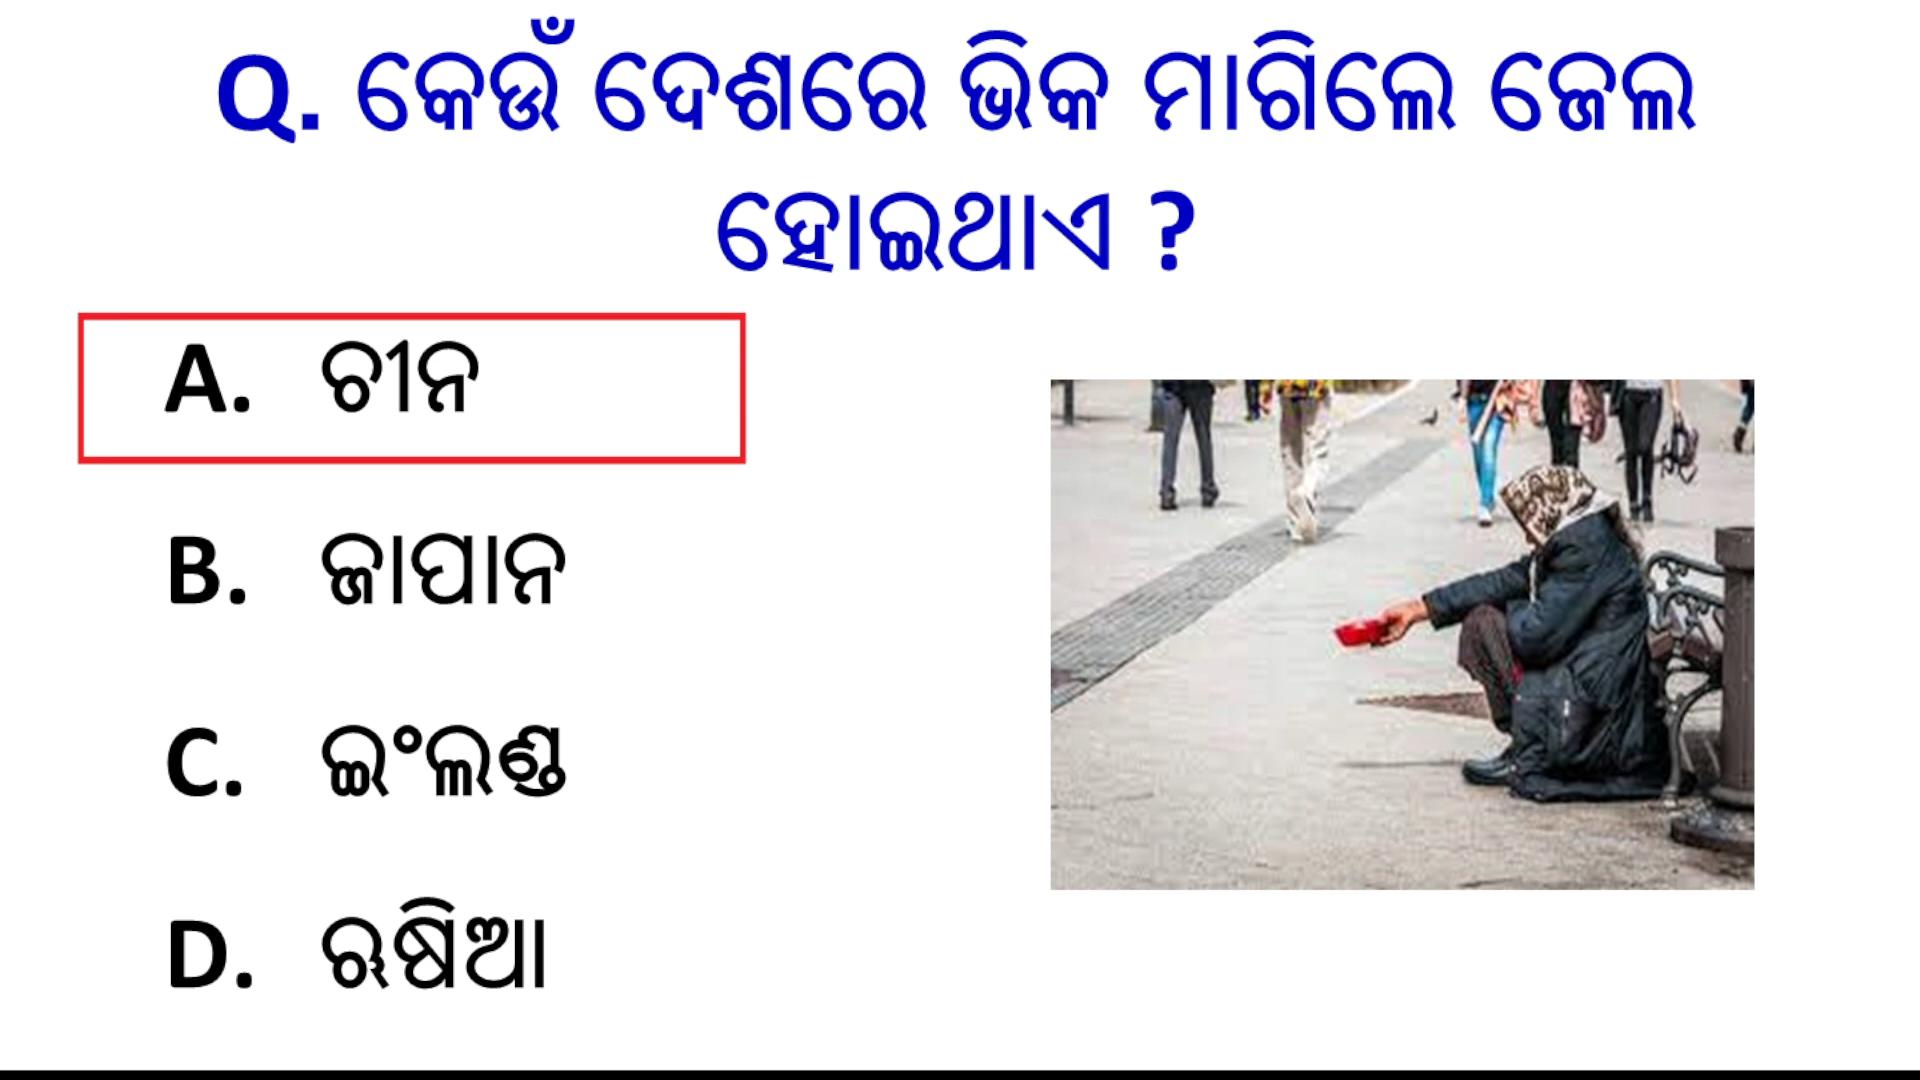 Q. କେଉଁ ଦେଶରେ ଭିକ ମାଗିଲେ ଜେଲ
ହୋଇଥାଏ ?
A. ଚୀନ
B. ଜାପାନ
C. ଇଂଲଣ୍ଡ
D. ଋଷିଆ